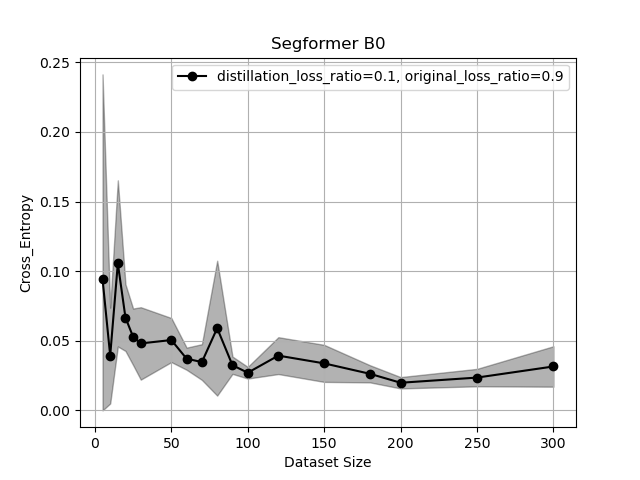 Segformer B0
distillation_loss_ratio=0.1, original_loss_ratio=0.9
0.25
0.20
0.15
0.10
0.05
0.00
Cross_Entropy
0 50 100 150 200 250 300
Dataset Size